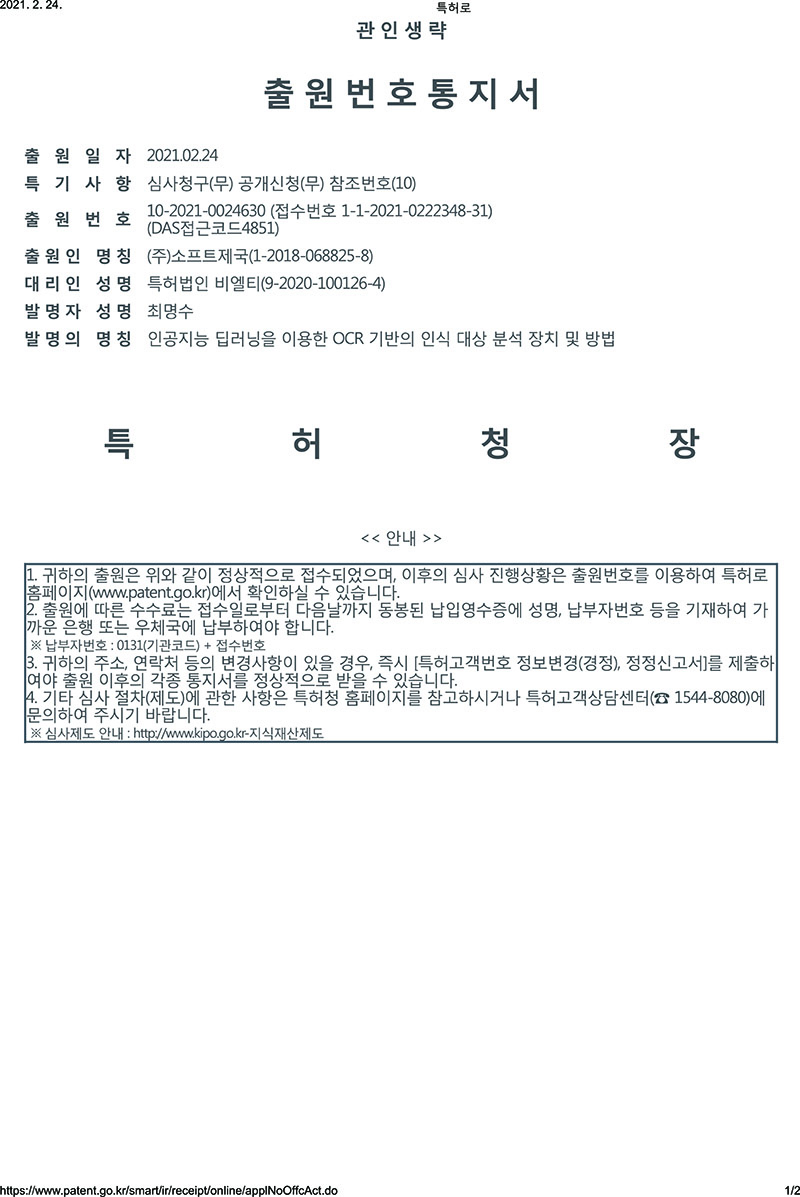 2021. 2. 24.
특허로
관 인 생 략
출 원 번 호 통 지 서
출 원 일 자 2021.02.24
특 기 사 항 심사청구(무) 공개신청(무) 참조번호(10)
출 원 번 호 10-2021-0024630 (접수번호 1-1-2021-0222348-31)
(DAS접근코드4851)
출 원 인 명 칭 (주)소프트제국(1-2018-068825-8)
대 리 인 성 명 특허법인 비엘티(9-2020-100126-4)
발 명 자 성 명 최명수
발 명 의 명 칭 인공지능 딥러닝을 이용한 OCR 기반의 인식 대상 분석 장치 및 방법
특 허 청 장
<< 안내 >>
1. 귀하의 출원은 위와 같이 정상적으로 접수되었으며, 이후의 심사 진행상황은 출원번호를 이용하여 특허로
홈페이지(www.patent.go.kr)에서 확인하실 수 있습니다.
2. 출원에 따른 수수료는 접수일로부터 다음날까지 동봉된 납입영수증에 성명, 납부자번호 등을 기재하여 가
까운 은행 또는 우체국에 납부하여야 합니다.
※ 납부자번호 : 0131(기관코드) + 접수번호
3. 귀하의 주소, 연락처 등의 변경사항이 있을 경우, 즉시 [특허고객번호 정보변경(경정), 정정신고서]를 제출하
여야 출원 이후의 각종 통지서를 정상적으로 받을 수 있습니다.
4. 기타 심사 절차(제도)에 관한 사항은 특허청 홈페이지를 참고하시거나 특허고객상담센터(☎ 1544-8080)에
문의하여 주시기 바랍니다.
※ 심사제도 안내 : http://www.kipo.go.kr-지식재산제도
https://www.patent.go.kr/smart/ir/receipt/online/applNoOffcAct.do
1/2